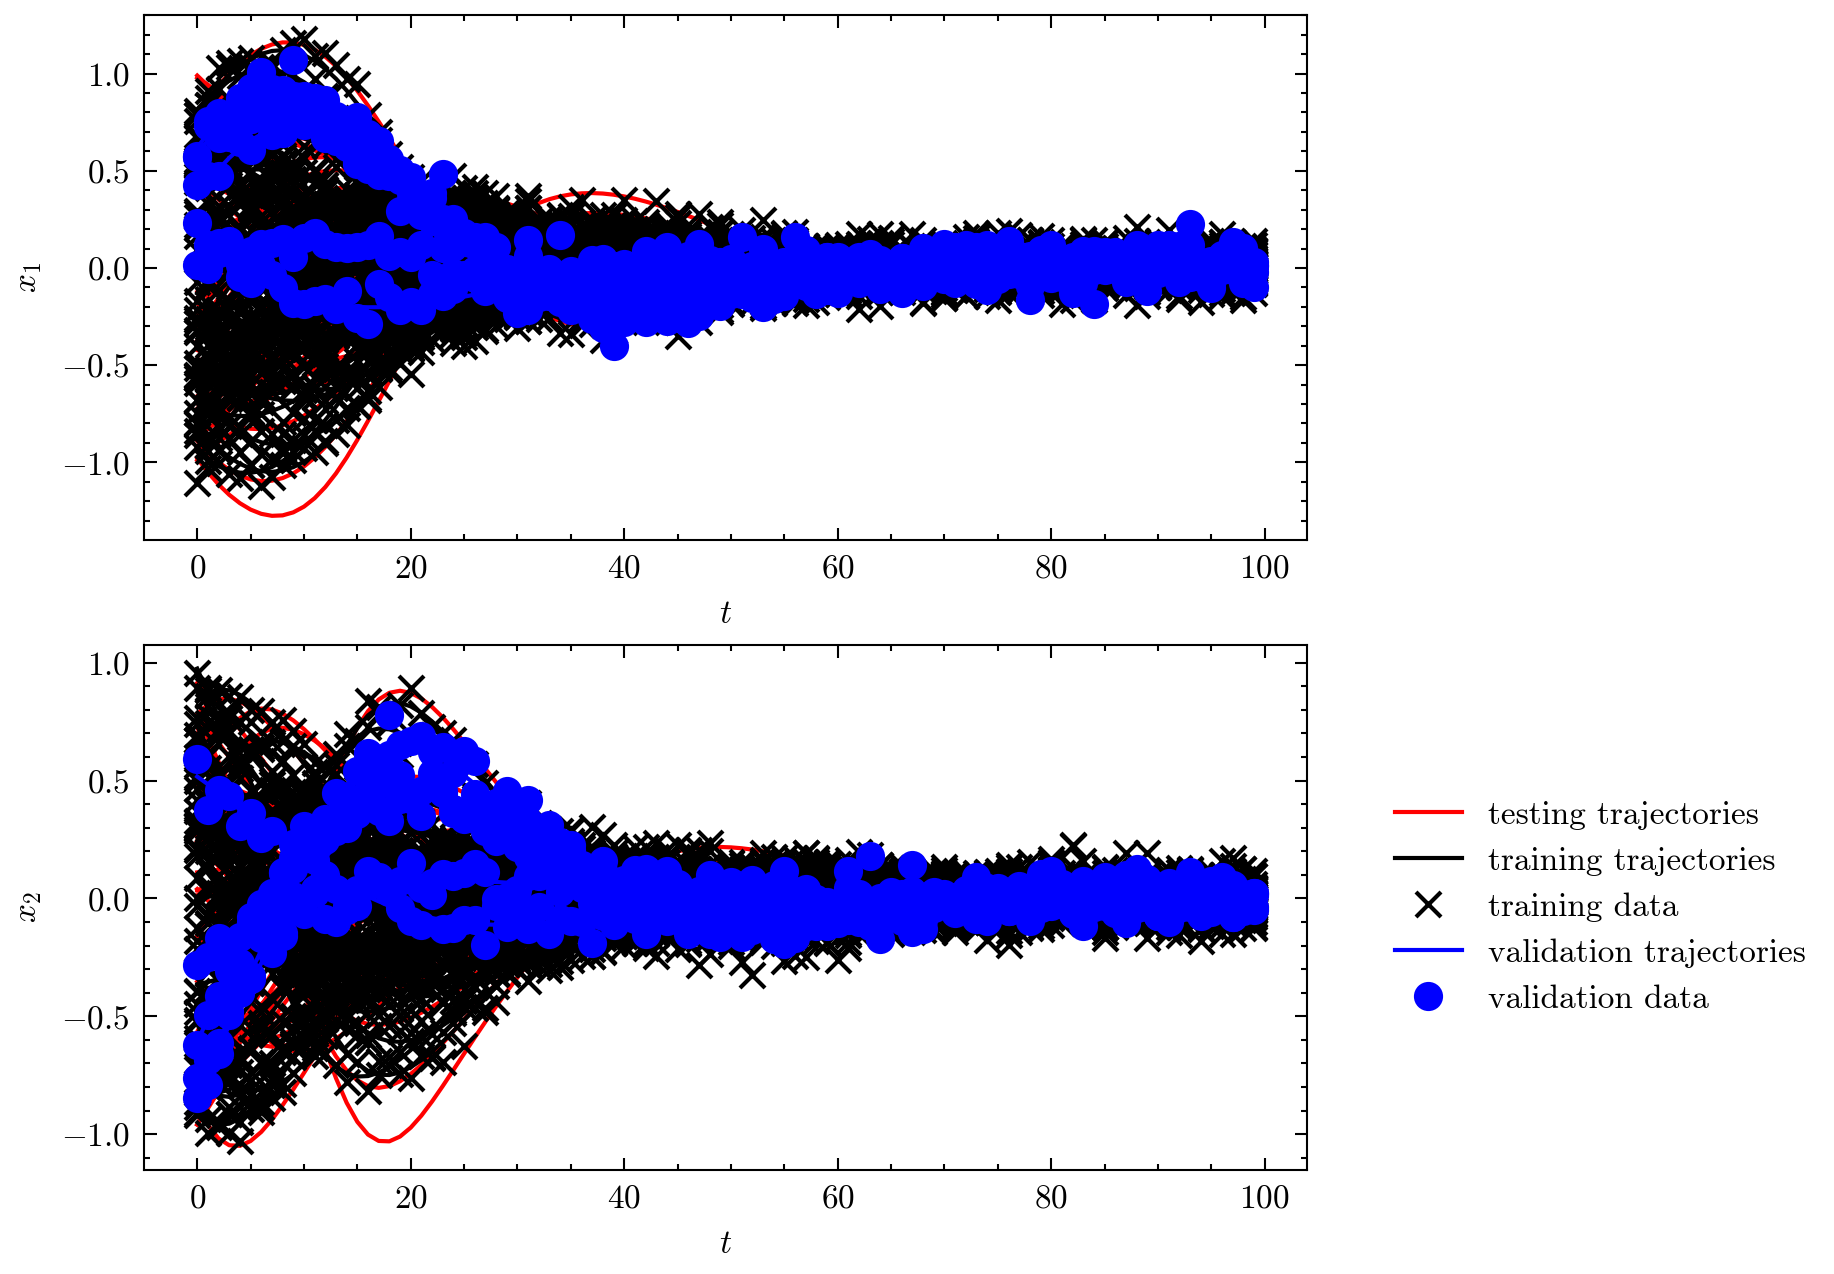 1.0
0.5
0.0
−0.5
−1.0
x₁
0 20 40 60 80 100
t
1.0
0.5
0.0
−0.5
−1.0
x₂
0 20 40 60 80 100
t
testing trajectories
training trajectories
training data
validation trajectories
validation data